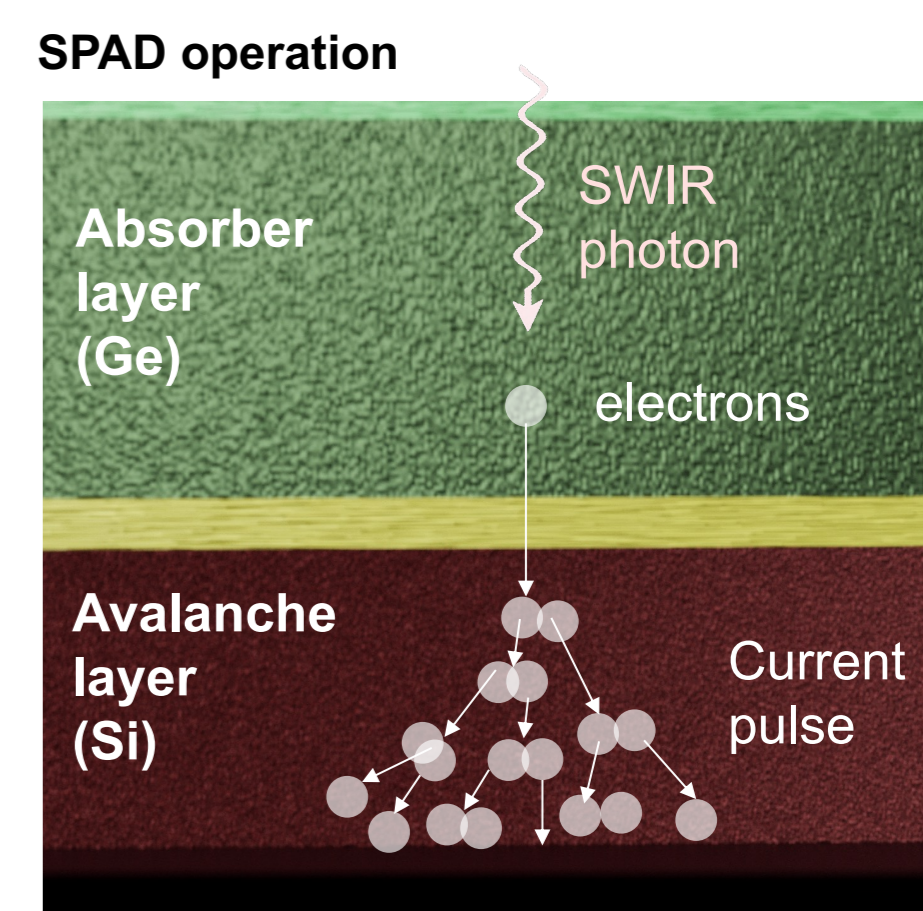 SPAD operation
SWIR
photon
Absorber
layer
(Ge)
electrons
Avalanche
layer
(Si)
Current
pulse